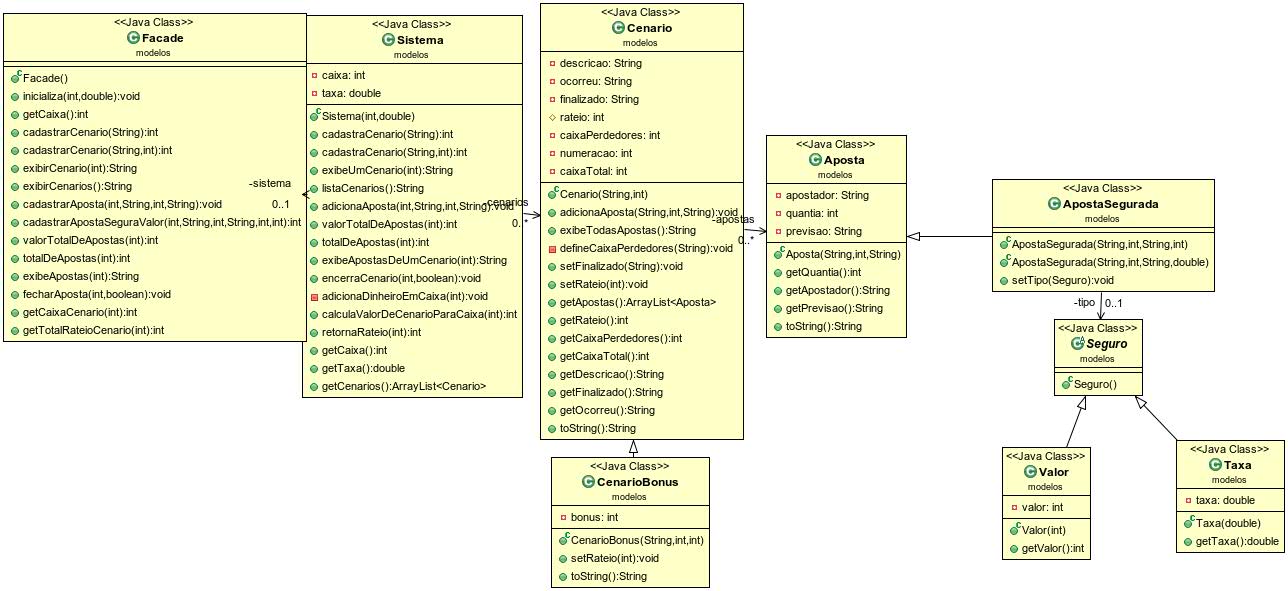 <<Java Class>>
Facade
modelos
Facade()
inicializa(int,double):void
getCaixa():int
cadastrarCenario(String):int
cadastrarCenario(String,int):int
exibirCenario(int):String
exibirCenarios():String
cadastrarAposta(int,String,int,String):void
cadastrarApostaSeguraValor(int,String,int,String,int,int):int
valorTotalDeApostas(int):int
totalDeApostas(int):int
exibeApostas(int):String
fecharAposta(int,boolean):void
getCaixaCenario(int):int
getTotalRateioCenario(int):int
-sistema
0..1
<<Java Class>>
Sistema
modelos
caixa: int
taxa: double
Sistema(int,double)
cadastraCenario(String):int
cadastraCenario(String,int):int
exibeUmCenario(int):String
listaCenarios():String
adicionaAposta(int,String,int,String):void
valorTotalDeApostas(int):int
totalDeApostas(int):int
exibeApostasDeUmCenario(int):String
encerraCenario(int,boolean):void
adicionaDinheiroEmCaixa(int):void
calculaValorDeCenarioParaCaixa(int):int
retornaRateio(int):int
getCaixa():int
getTaxa():double
getCenarios():ArrayList<Cenario>
-cenarios
0..*
<<Java Class>>
Cenario
modelos
descricao: String
ocorreu: String
finalizado: String
rateio: int
caixaPerdedores: int
numeracao: int
caixaTotal: int
Cenario(String,int)
adicionaAposta(String,int,String):void
exibeTodasApostas():String
defineCaixaPerdedores(String):void
setFinalizado(String):void
setRateio(int):void
getApostas():ArrayList<Aposta>
getRateio():int
getCaixaPerdedores():int
getCaixaTotal():int
getDescricao():String
getFinalizado():String
getOcorreu():String
toString():String
-apostas
0..*
<<Java Class>>
CenarioBonus
modelos
bonus: int
CenarioBonus(String,int,int)
setRateio(int):void
toString():String
<<Java Class>>
Aposta
modelos
apostador: String
quantia: int
previsao: String
Aposta(String,int,String)
getQuantia():int
getApostador():String
getPrevisao():String
toString():String
<<Java Class>>
ApostaSegurada
modelos
ApostaSegurada(String,int,String,int)
ApostaSegurada(String,int,String,double)
setTipo(Seguro):void
-tipo
0..1
<<Java Class>>
Seguro
modelos
Seguro()
<<Java Class>>
Valor
modelos
valor: int
Valor(int)
getValor():int
<<Java Class>>
Taxa
modelos
taxa: double
Taxa(double)
getTaxa():double